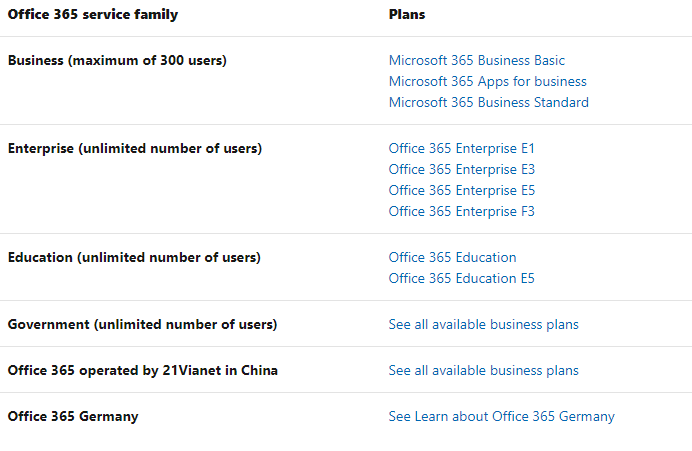 Office 365 service family Plans
Business (maximum of 300 users) Microsoft 365 Business Basic
Microsoft 365 Apps for business
Microsoft 365 Business Standard
Enterprise (unlimited number of users) Office 365 Enterprise E1
Office 365 Enterprise E3
Office 365 Enterprise E5
Office 365 Enterprise F3
Education (unlimited number of users) Office 365 Education
Office 365 Education E5
Government (unlimited number of users) See all available business plans
Office 365 operated by 21Vianet in China See all available business plans
Office 365 Germany See Learn about Office 365 Germany